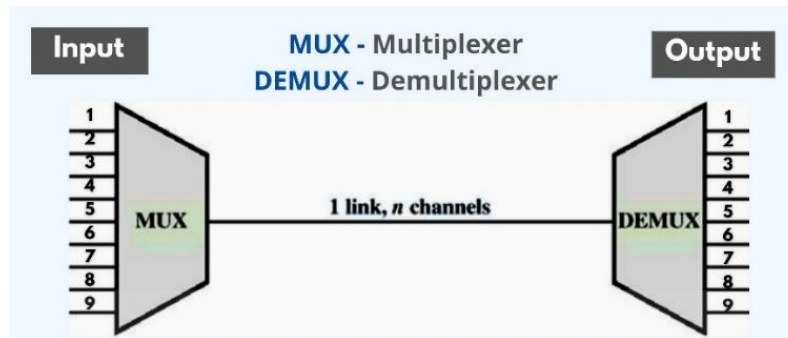 Input
MUX - Multiplexer
DEMUX - Demultiplexer
Output
1
2
3
4
5
6
7
8
9
MUX
1 link, n channels
DEMUX
1
2
3
4
5
6
7
8
9